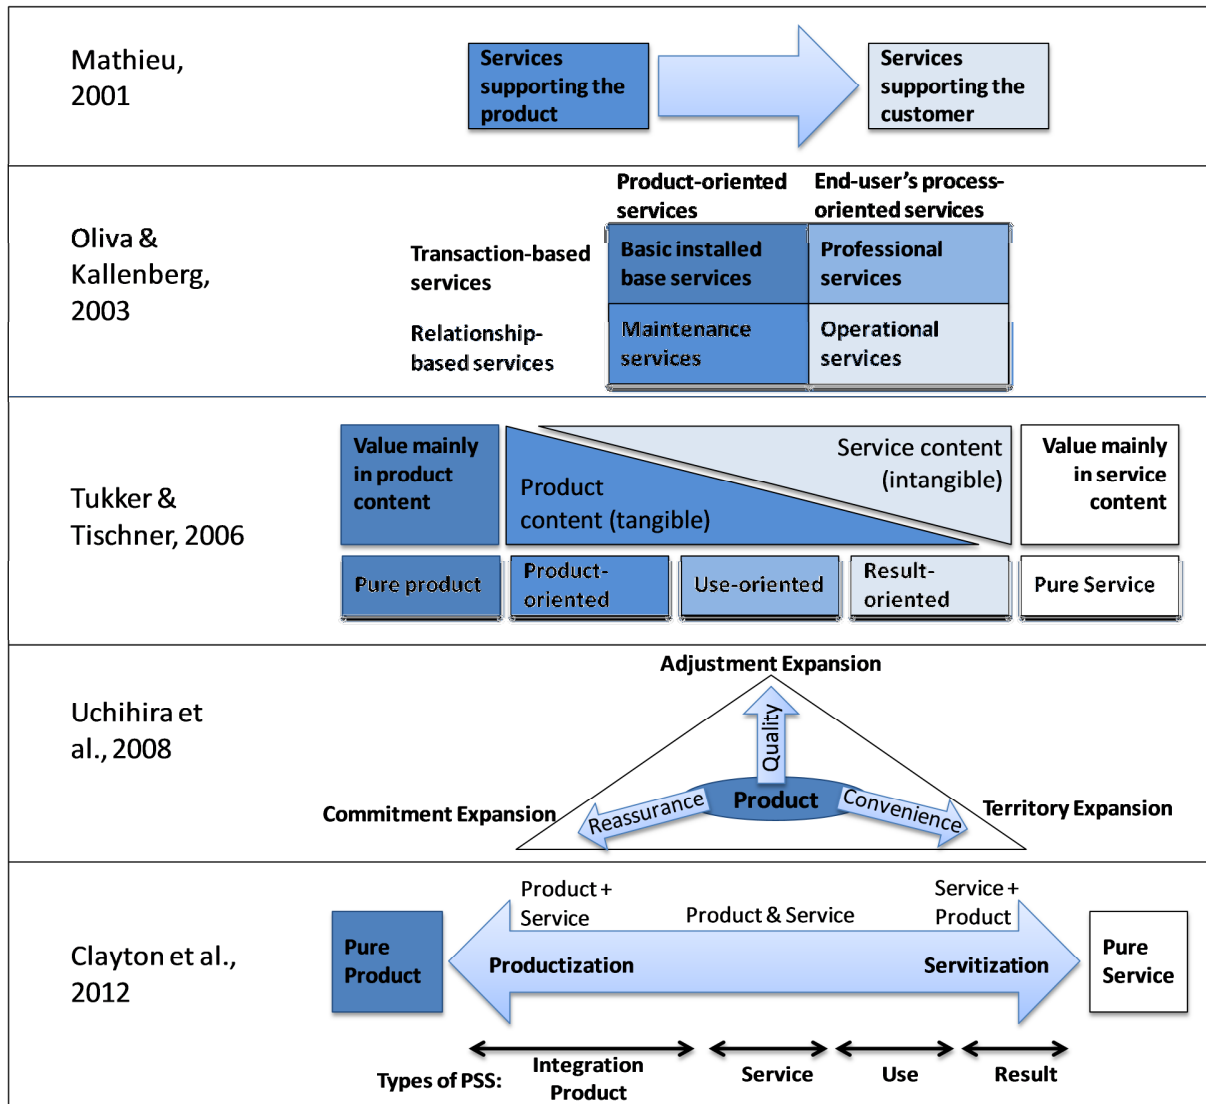 Mathieu,
2001
Services
supporting the
product
Services
supporting the
customer
Oliva &
Kallenberg,
2003
Product-oriented
services
End-user's process-
oriented services
Transaction-based
services
Basic installed
base services
Professional
services
Relationship-
based services
Maintenance
services
Operational
services
Tukker &
Tischner, 2006
Value mainly
in product
content
Product
content (tangible)
Service content
(intangible)
Value mainly
in service
content
Pure product
Product-
oriented
Use-oriented
Result-
oriented
Pure Service
Uchihira et
al., 2008
Adjustment Expansion
Quality
Commitment Expansion
Reassurance
Product
Convenience
Territory Expansion
Clayton et al.,
2012
Pure
Product
Product +
Service
Product & Service
Service +
Product
Productization
Servitization
Pure
Service
Types of PSS:
Integration
Product
Service
Use
Result